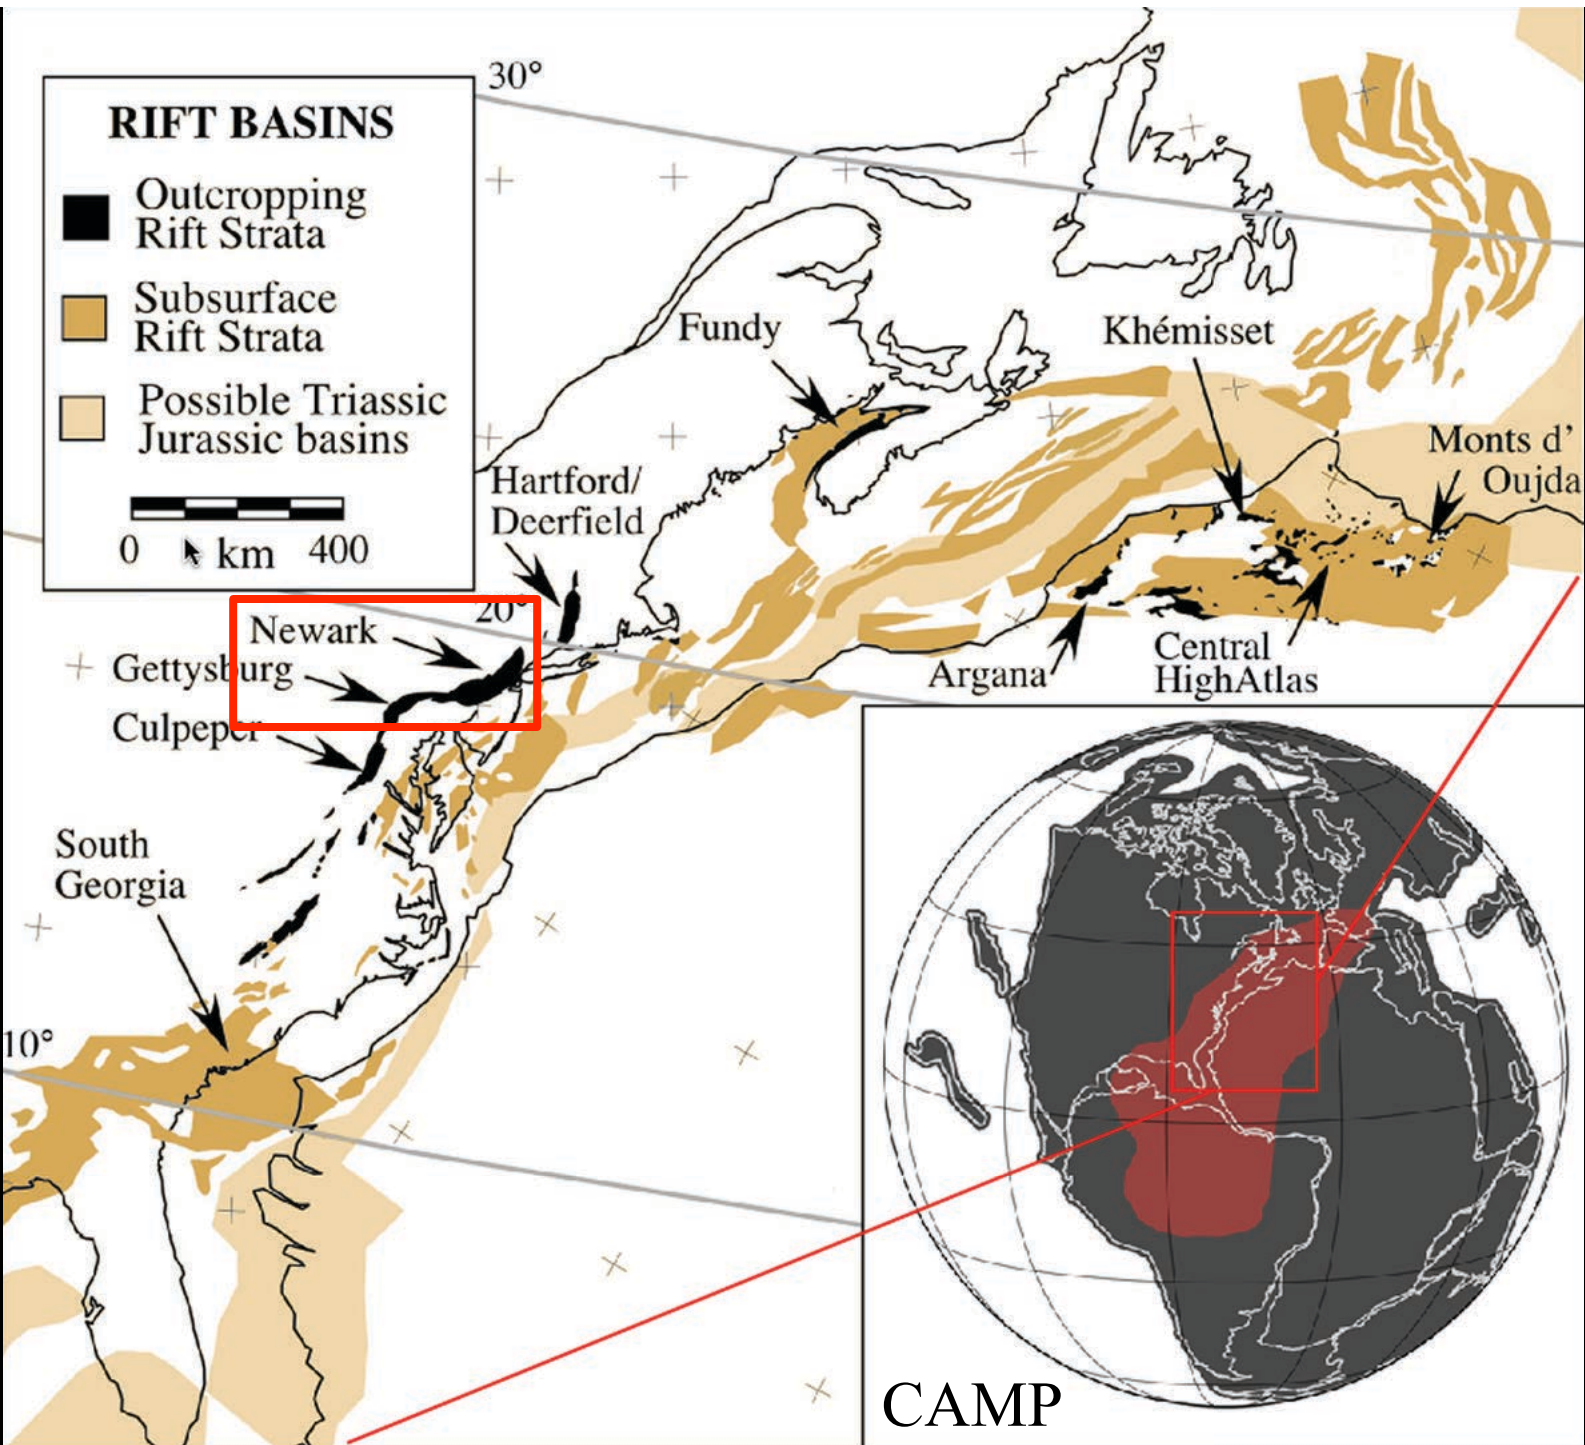 RIFT BASINS
Outcropping
Rift Strata
Subsurface
Rift Strata
Possible Triassic
Jurassic basins
0 km 400
30°
Fundy
Khémisset
Monts d'
Oujda
Hartford/
Deerfield
20°
Newark
Gettysburg
Culpeper
Argana
Central
HighAtlas
South
Georgia
10°
CAMP